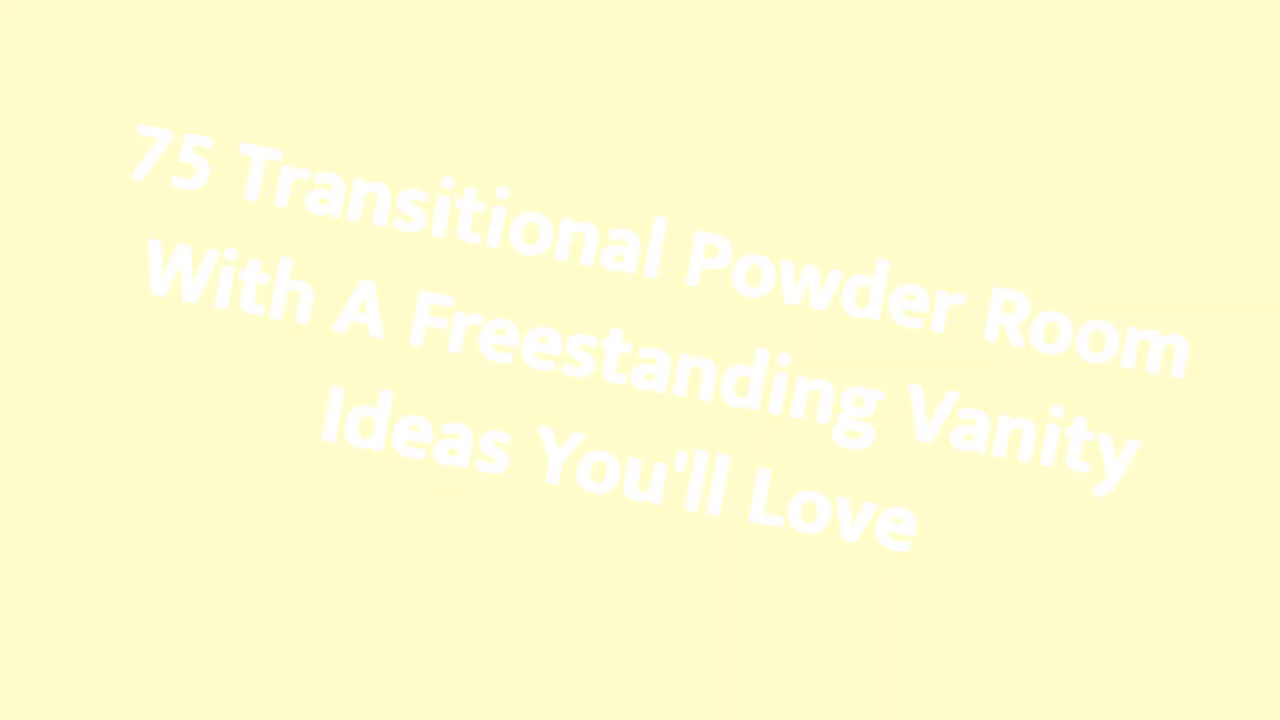 75 Transitional Powder Room
With A Freestanding Vanity
Ideas You'll Love